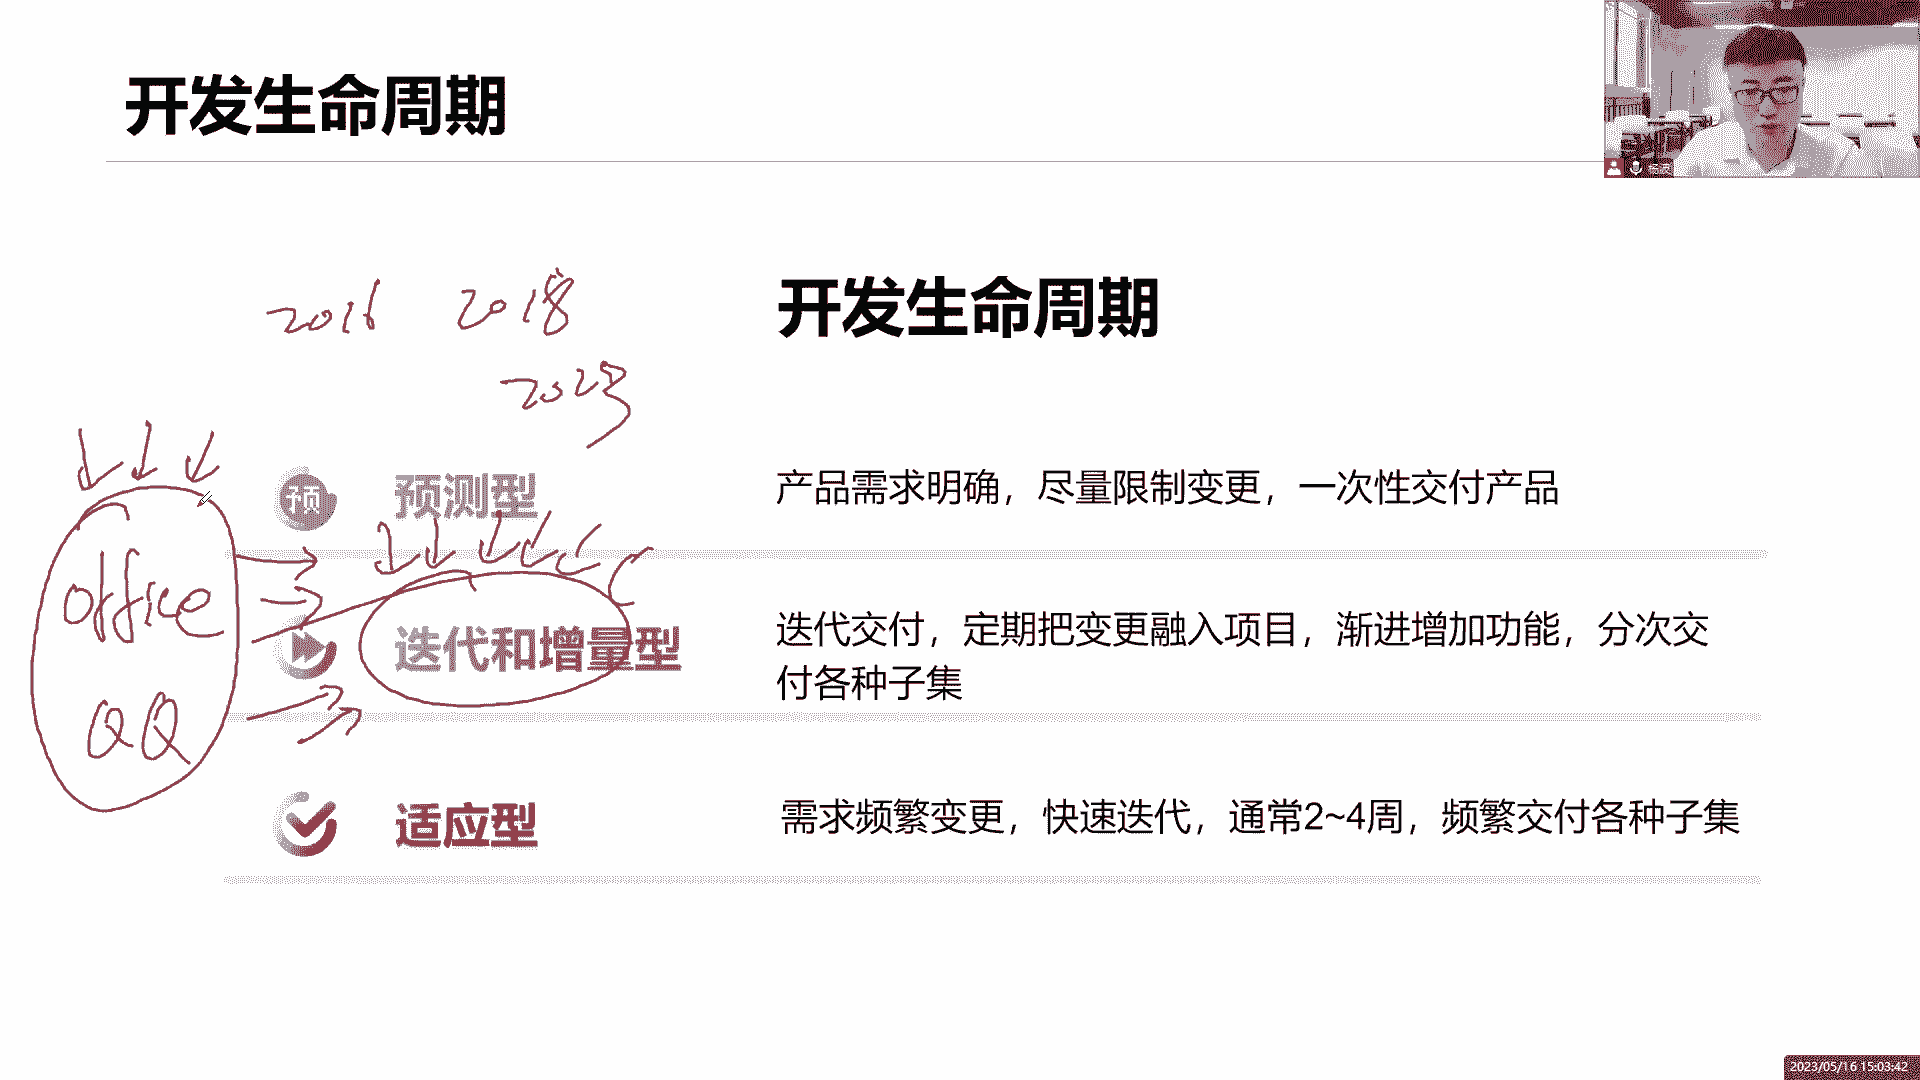 开发生命周期
2016 2018
开发生命周期
2023
预 预测型 产品需求明确，尽量限制变更，一次性交付产品
office
迭代和增量型 迭代交付，定期把变更融入项目，渐进增加功能，分次交
付各种子集
QQ
适应型 需求频繁变更，快速迭代，通常2~4周，频繁交付各种子集
2023/05/16 15:03:42